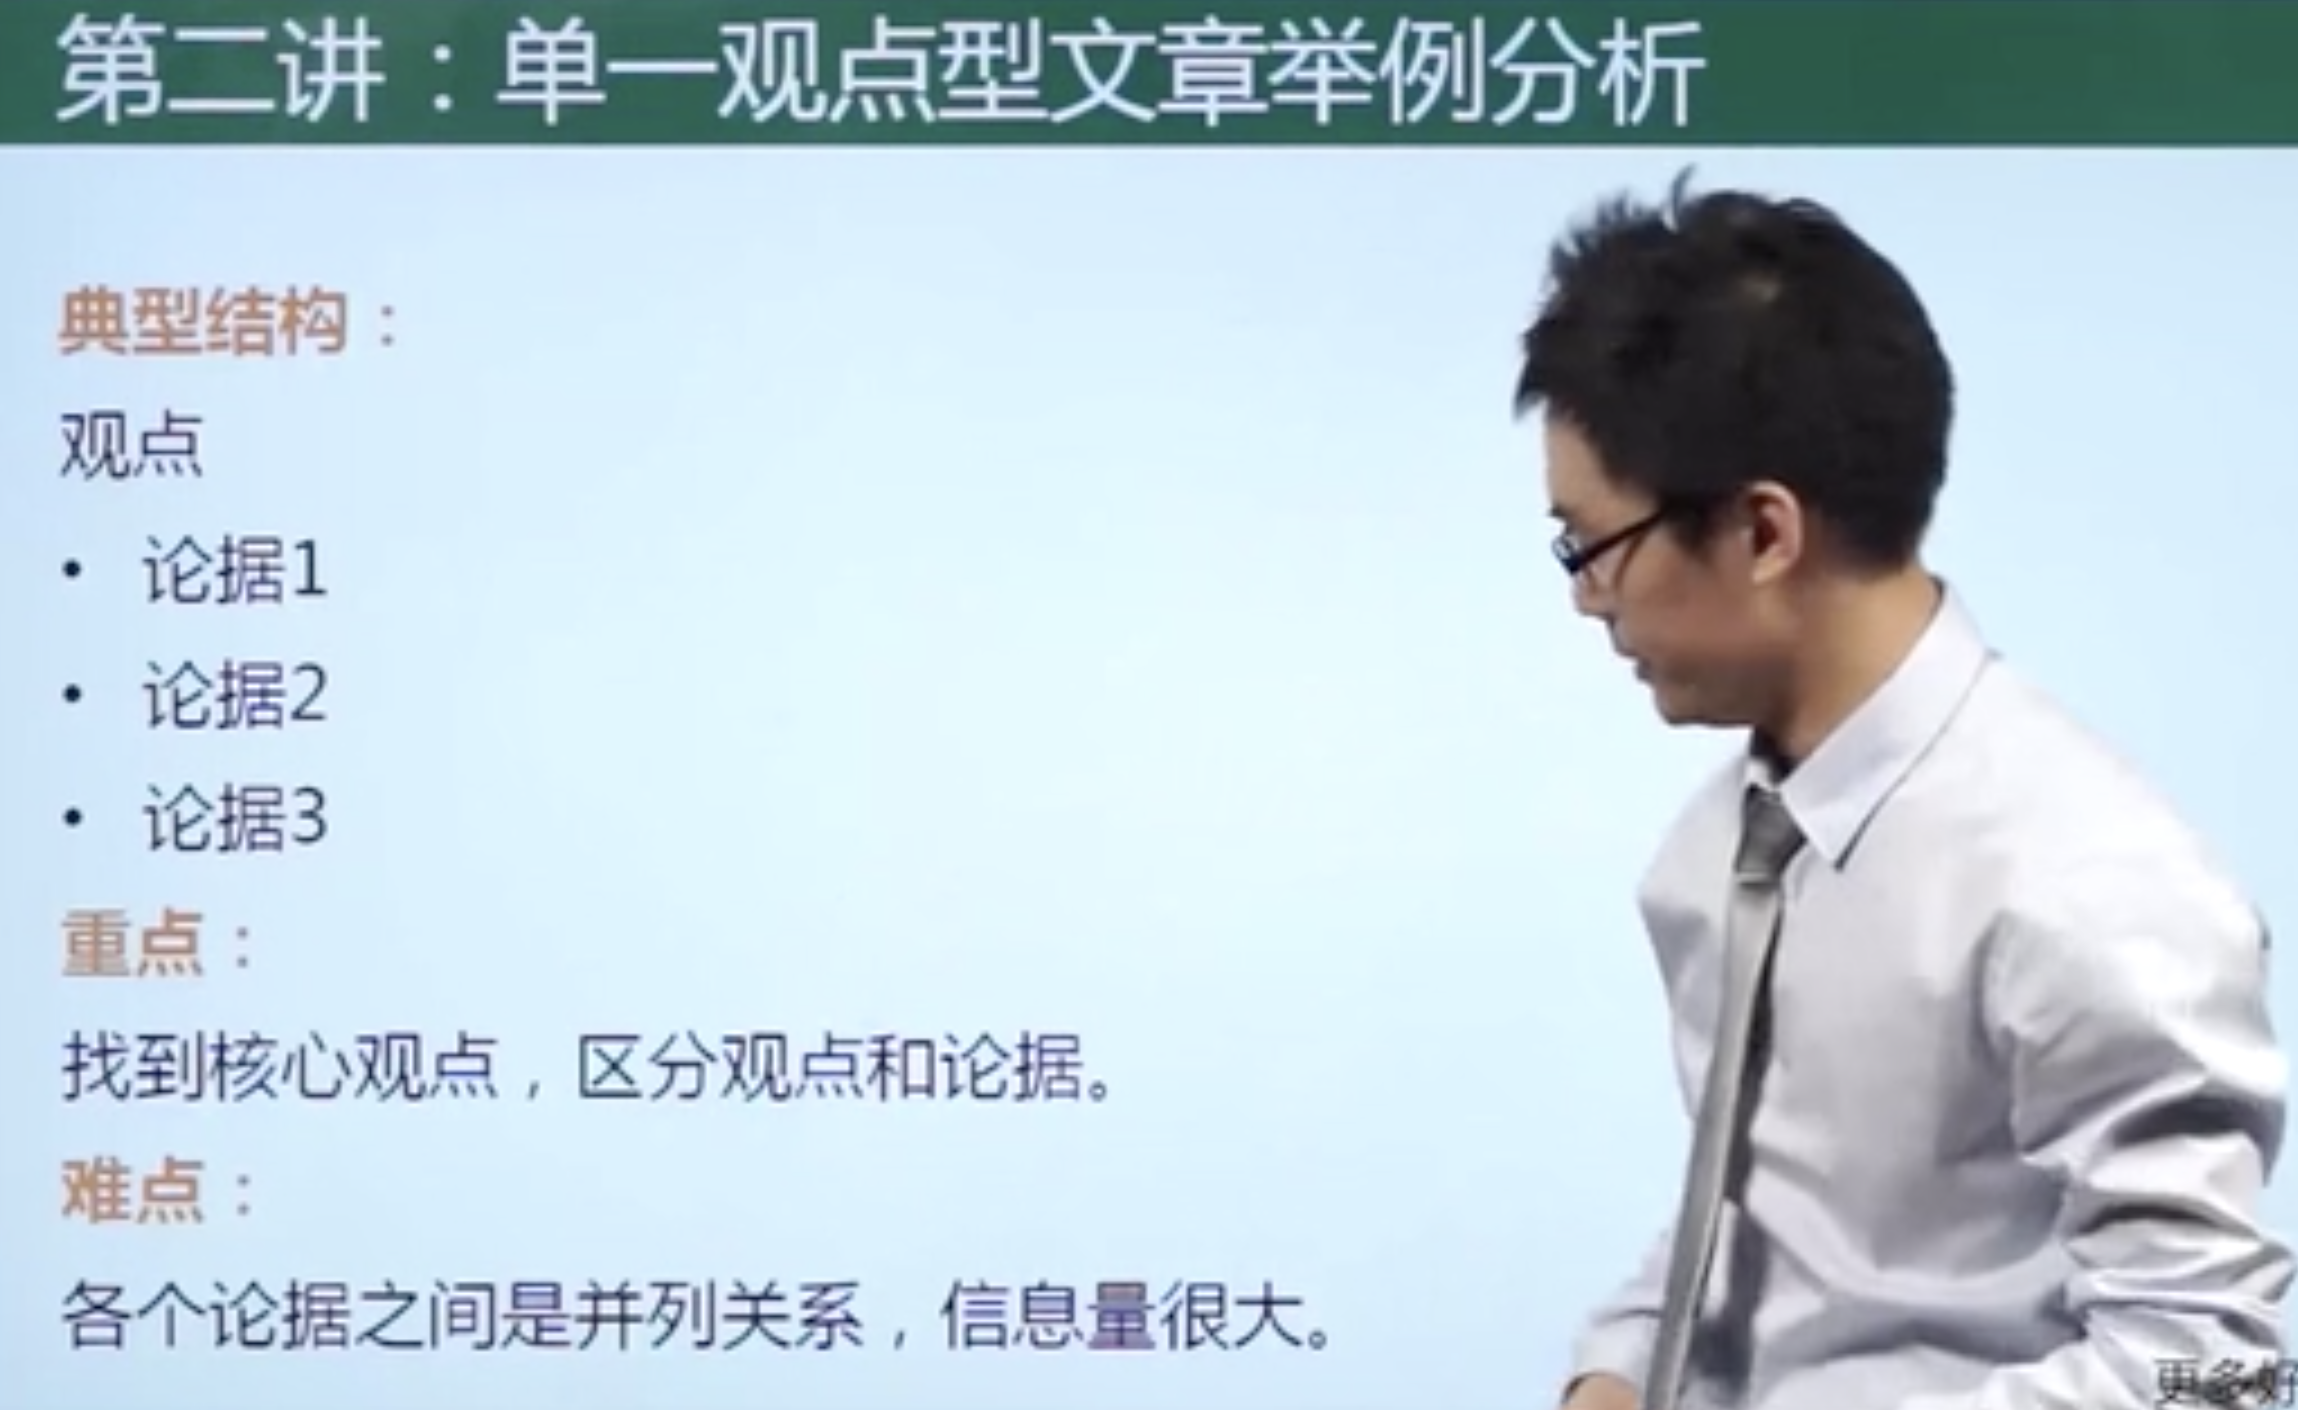 第二讲：单一观点型文章举例分析
典型结构：
观点
• 论据1
• 论据2
• 论据3
重点：
找到核心观点，区分观点和论据。
难点：
各个论据之间是并列关系，信息量很大。
更多好